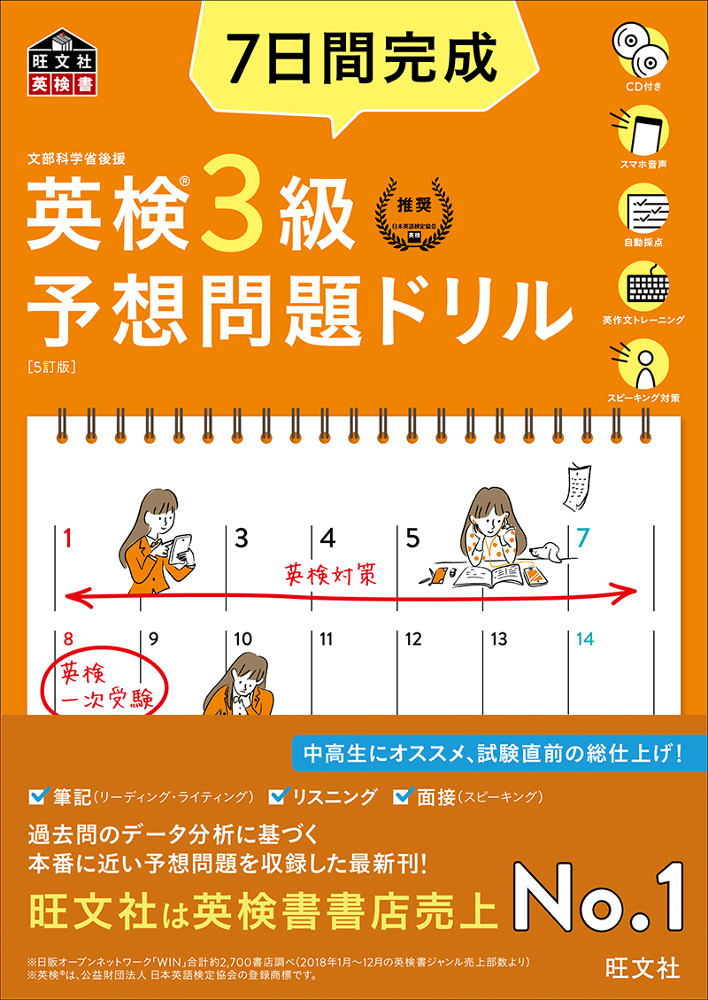 7日間完成
旺文社
英検書
CD付き
スマホ音声
自動採点
英作文トレーニング
スピーキング対策
文部科学省後援
英検®3級
推奨
日本英語検定協会
英検
予想問題ドリル
[5訂版]
1 3 4 5 7
英検対策
8 9 10 11 12 13 14
英検
一次受験
中高生にオススメ、試験直前の総仕上げ!
筆記(リーディング・ライティング) リスニング 面接(スピーキング)
過去問のデータ分析に基づく
本番に近い予想問題を収録した最新刊!
旺文社は英検書書店売上No.1
※日販オープンネットワーク「WIN」合計約2,700書店調べ(2018年1月〜12月の英検書ジャンル売上部数より)
※英検®は、公益財団法人 日本英語検定協会の登録商標です。
旺文社